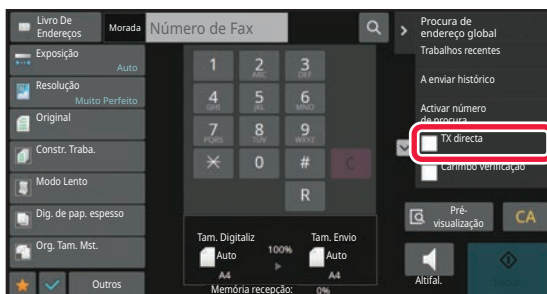 Livro De
Endereços
Morada
Número de Fax
Procura de
endereço global
Exposição
Auto
Resolução
Muito Perfeito
Original
Constr. Traba.
Modo Lento
Dig. de pap. espesso
Org. Tam. Mst.
Outros
1
2
ABC
3
DEF
4
GHI
5
JKL
6
MNO
7
PQRS
8
TUV
9
WXYZ
0
#
C
R
Tam. Digitaliz
100%
Tam. Envio
Auto
Auto
A4
A4
Memória recepção:
0%
Trabalhos recentes
A enviar histórico
Activar número
de procura
TX directa
Carimbo verificação
Pré-
visualização
CA
Altifal.